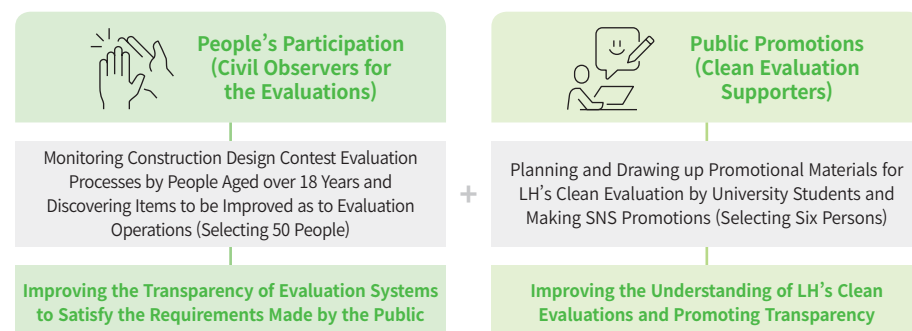 People's Participation
(Civil Observers for
the Evaluations)
Monitoring Construction Design Contest Evaluation
Processes by People Aged over 18 Years and
Discovering Items to be Improved as to Evaluation
Operations (Selecting 50 People)
Improving the Transparency of Evaluation Systems
to Satisfy the Requirements Made by the Public
+
Public Promotions
(Clean Evaluation
Supporters)
Planning and Drawing up Promotional Materials for
LH's Clean Evaluation by University Students and
Making SNS Promotions (Selecting Six Persons)
Improving the Understanding of LH's Clean
Evaluations and Promoting Transparency